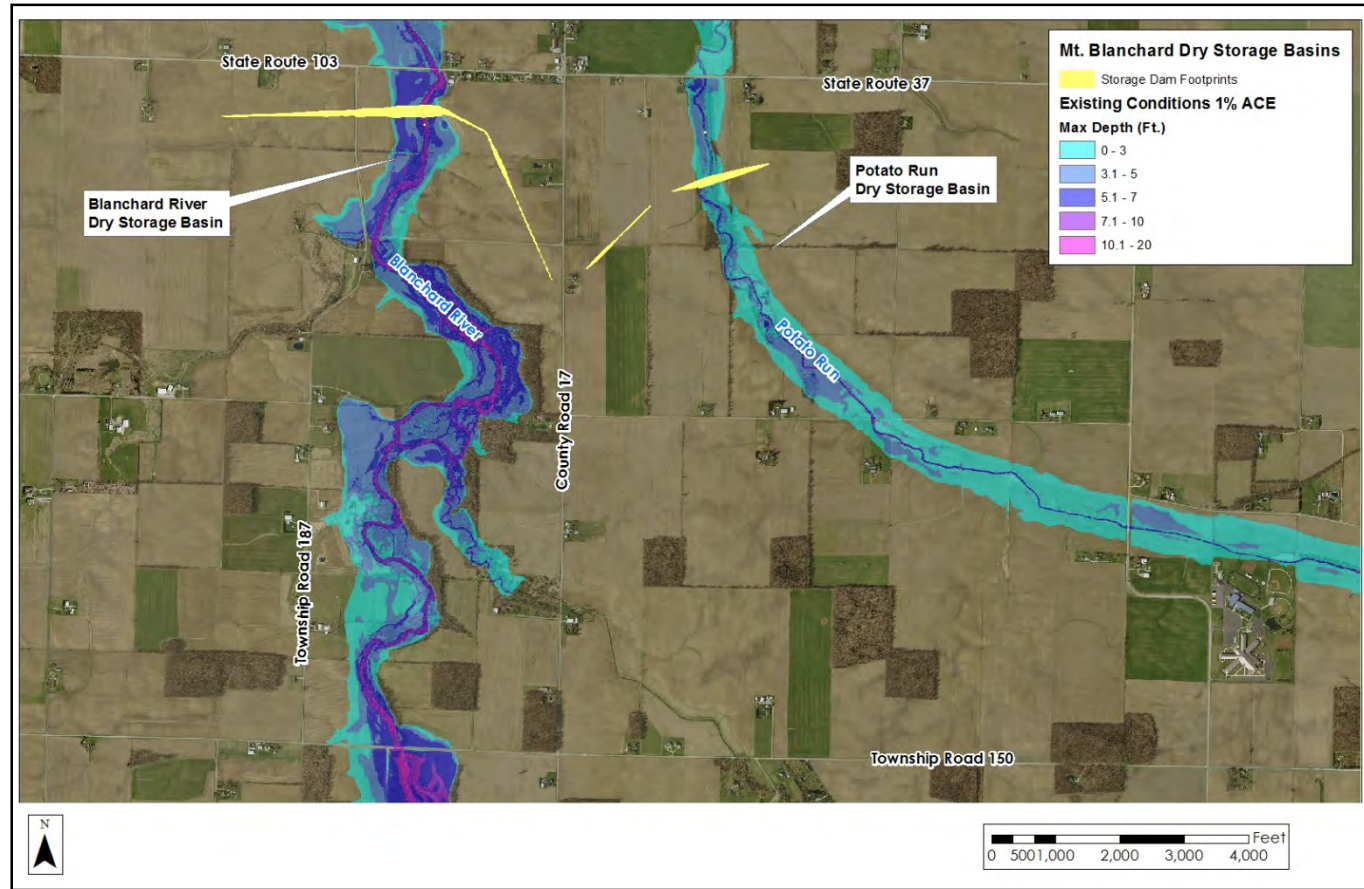 State Route 103
State Route 37
Mt. Blanchard Dry Storage Basins
Storage Dam Footprints
Existing Conditions 1% ACE
Max Depth (Ft.)
0 - 3
3.1 - 5
5.1 - 7
7.1 - 10
10.1 - 20
Blanchard River
Dry Storage Basin
Potato Run
Dry Storage Basin
Blanchard River
Potato Run
County Road 17
Township Road 187
Township Road 150
N
Feet
0 500 1,000 2,000 3,000 4,000